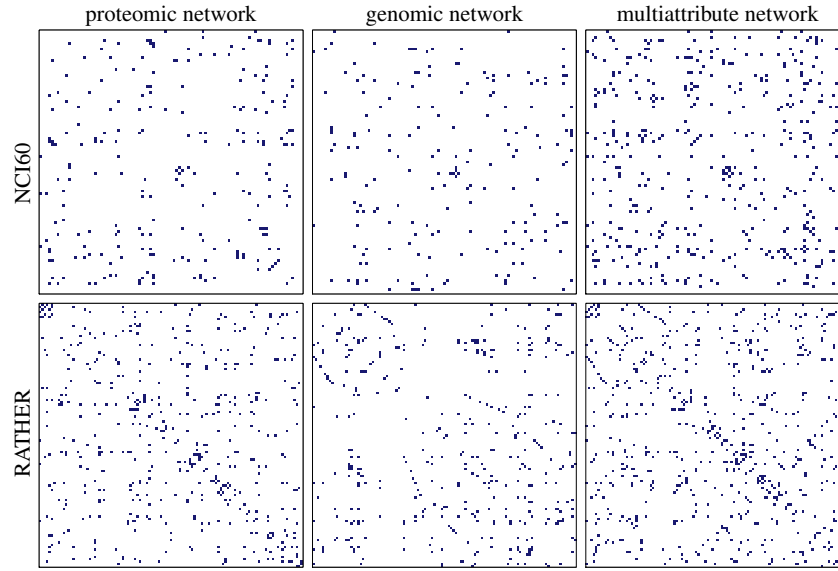 proteomic network
genomic network
multiattribute network
NCI60
RATHER